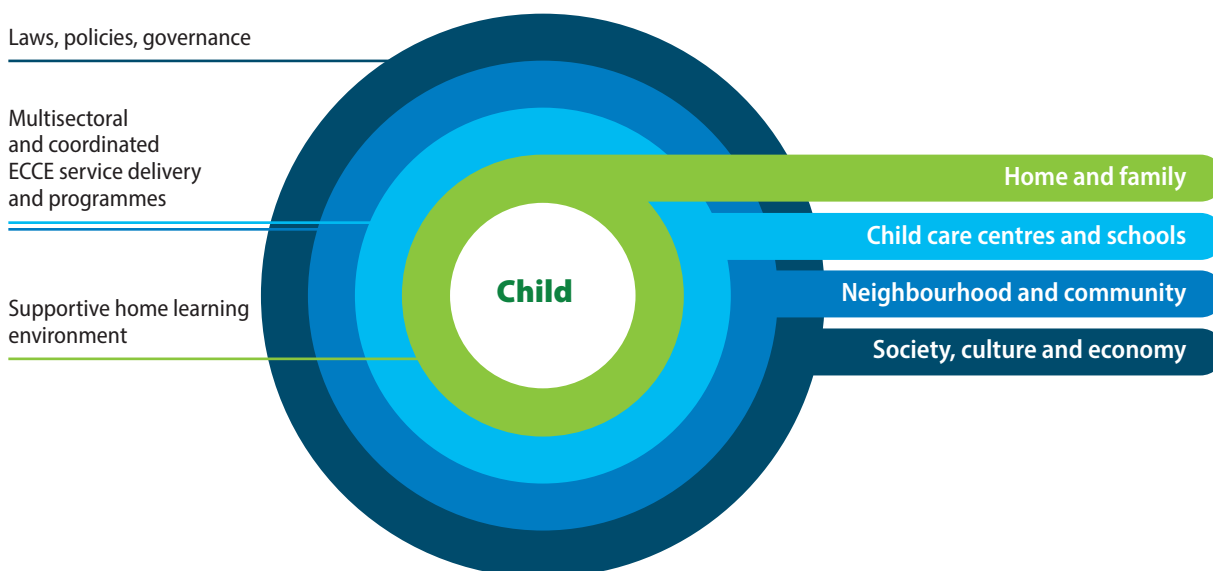 Laws, policies, governance
Multisectoral
and coordinated
ECCE service delivery
and programmes
Supportive home learning
environment
Child
Home and family
Child care centres and schools
Neighbourhood and community
Society, culture and economy